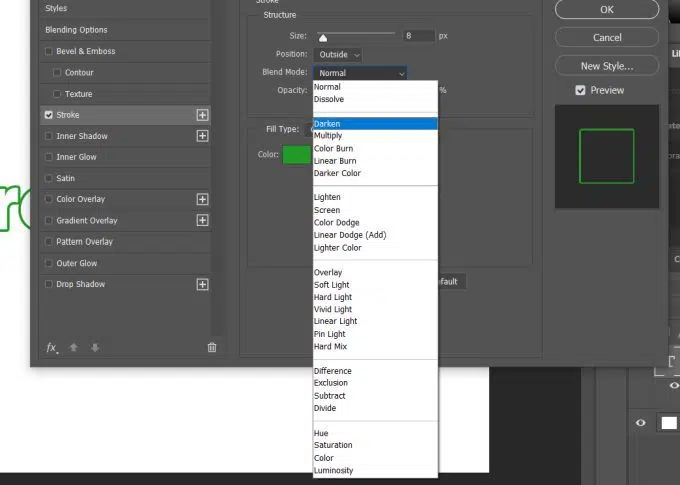 Stroke
Structure
Styles
Blending Options
Bevel & Emboss
Contour
Texture
Stroke
Inner Shadow
Inner Glow
Satin
Color Overlay
Gradient Overlay
Pattern Overlay
Outer Glow
Drop Shadow
fx
Size:
8
px
Position:
Outside
Blend Mode:
Normal
Opacity:
%
Fill Type:
Color:
Normal
Dissolve
Darken
Multiply
Color Burn
Linear Burn
Darker Color
Lighten
Screen
Color Dodge
Linear Dodge (Add)
Lighter Color
Overlay
Soft Light
Hard Light
Vivid Light
Linear Light
Pin Light
Hard Mix
Difference
Exclusion
Subtract
Divide
Hue
Saturation
Color
Luminosity
OK
Cancel
New Style...
Preview